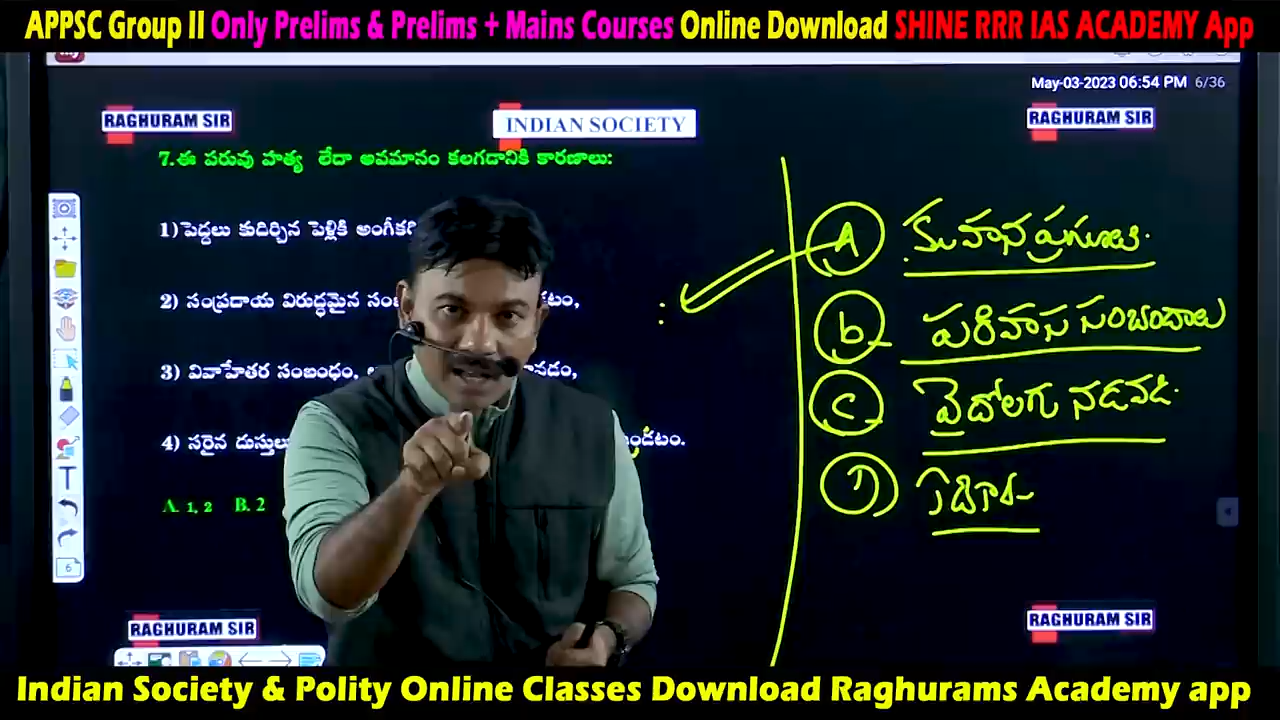 APPSC Group II Only Prelims & Prelims + Mains Courses Online Download SHINE RRR IAS ACADEMY App
May-03-2023 06:54 PM 6/36
RAGHURAM SIR
INDIAN SOCIETY
RAGHURAM SIR
7.ఈ పరువు హత్య లేదా అవమానం కలగడానికి కారణాలు:
1)పెద్దలు కుదిర్చిన పెళ్లికి
2) సంప్రదాయ విరుద్ధమైన
3) వివాహేతర సంబంధం,
4) సరైన
A. 1, 2 B. 2
A
b పరిహాస సంబంధాలు
C వైదొలగు నడవడి
RAGHURAM SIR
RAGHURAM SIR
Indian Society & Polity Online Classes Download Raghurams Academy app